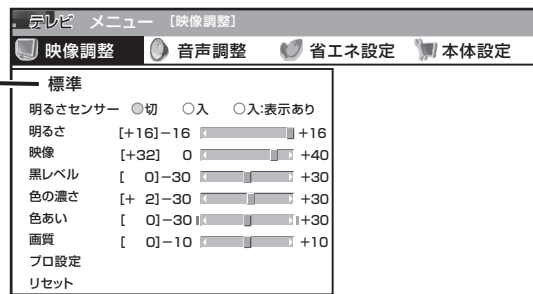 テレビ メニュー [映像調整]
映像調整 音声調整 省エネ設定 本体設定
標準
明るさセンサー 切 入 入:表示あり
明るさ [+16]-16 +16
映像 [+32] 0 +40
黒レベル [ 0]-30 +30
色の濃さ [+ 2]-30 +30
色あい [ 0]-30 +30
画質 [ 0]-10 +10
プロ設定
リセット